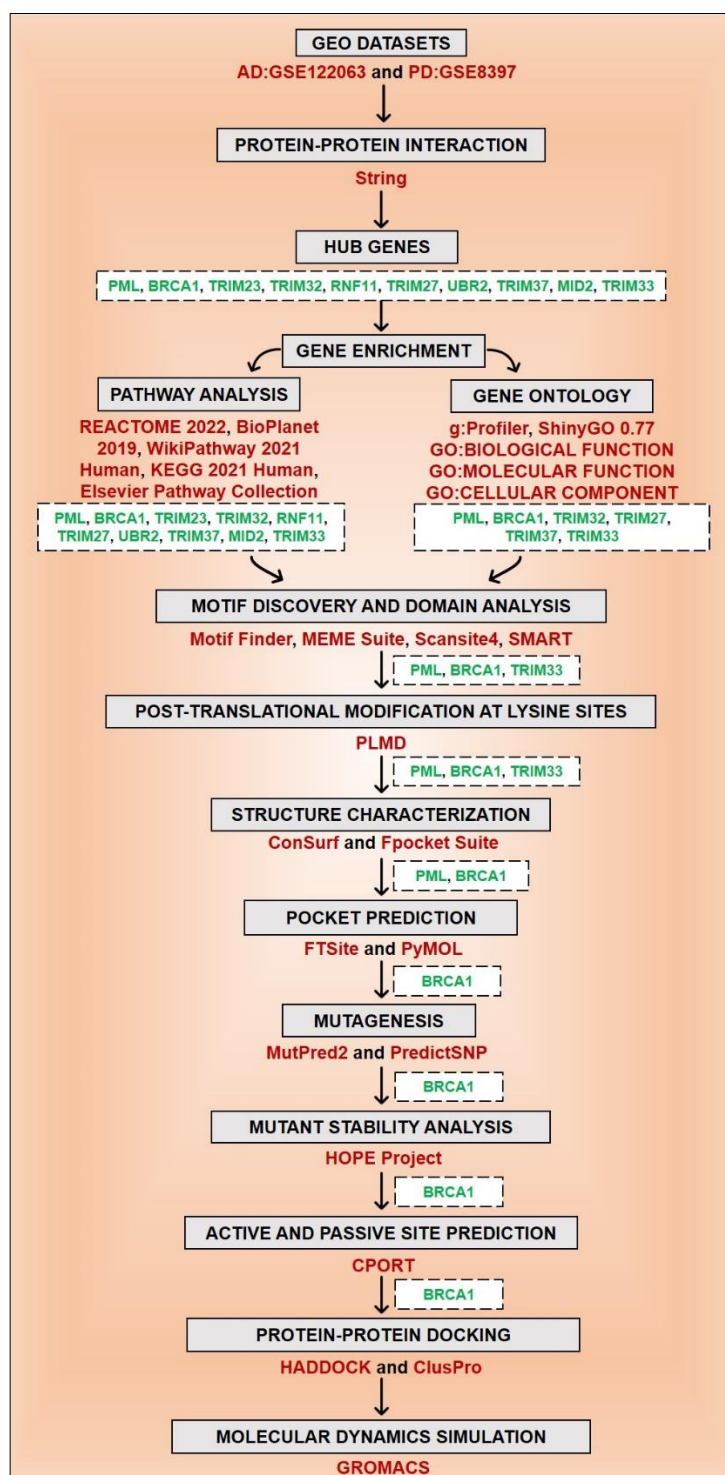 GEO DATASETS
AD:GSE122063 and PD:GSE8397
PROTEIN-PROTEIN INTERACTION
String
HUB GENES
PML, BRCA1, TRIM23, TRIM32, RNF11, TRIM27, UBR2, TRIM37, MID2, TRIM33
GENE ENRICHMENT
PATHWAY ANALYSIS
REACTOME 2022, BioPlanet
2019, WikiPathway 2021
Human, KEGG 2021 Human,
Elsevier Pathway Collection
PML, BRCA1, TRIM23, TRIM32, RNF11,
TRIM27, UBR2, TRIM37, MID2, TRIM33
GENE ONTOLOGY
g:Profiler, ShinyGO 0.77
GO:BIOLOGICAL FUNCTION
GO:MOLECULAR FUNCTION
GO:CELLULAR COMPONENT
PML, BRCA1, TRIM32, TRIM27,
TRIM37, TRIM33
MOTIF DISCOVERY AND DOMAIN ANALYSIS
Motif Finder, MEME Suite, Scansite4, SMART
PML, BRCA1, TRIM33
POST-TRANSLATIONAL MODIFICATION AT LYSINE SITES
PLMD
PML, BRCA1, TRIM33
STRUCTURE CHARACTERIZATION
ConSurf and Fpocket Suite
PML, BRCA1
POCKET PREDICTION
FTSite and PyMOL
BRCA1
MUTAGENESIS
MutPred2 and PredictSNP
BRCA1
MUTANT STABILITY ANALYSIS
HOPE Project
BRCA1
ACTIVE AND PASSIVE SITE PREDICTION
CPORT
BRCA1
PROTEIN-PROTEIN DOCKING
HADDOCK and ClusPro
MOLECULAR DYNAMICS SIMULATION
GROMACS